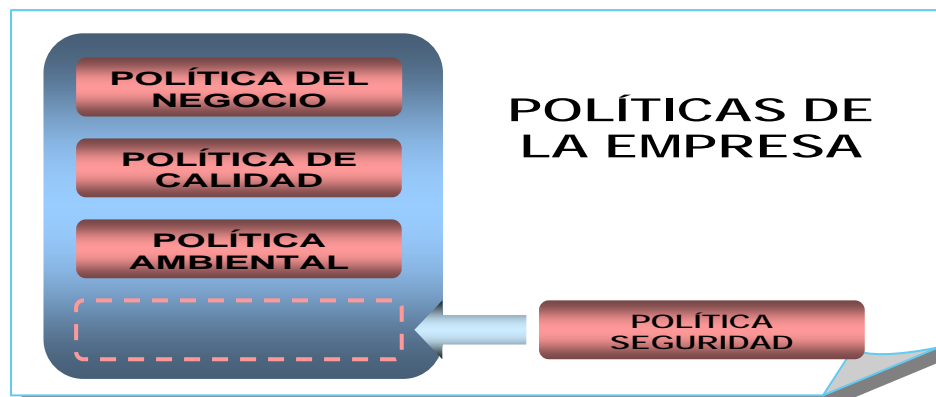 POLÍTICA DEL
NEGOCIO
POLÍTICAS DE
LA EMPRESA
POLÍTICA DE
CALIDAD
POLÍTICA
AMBIENTAL
POLÍTICA
SEGURIDAD